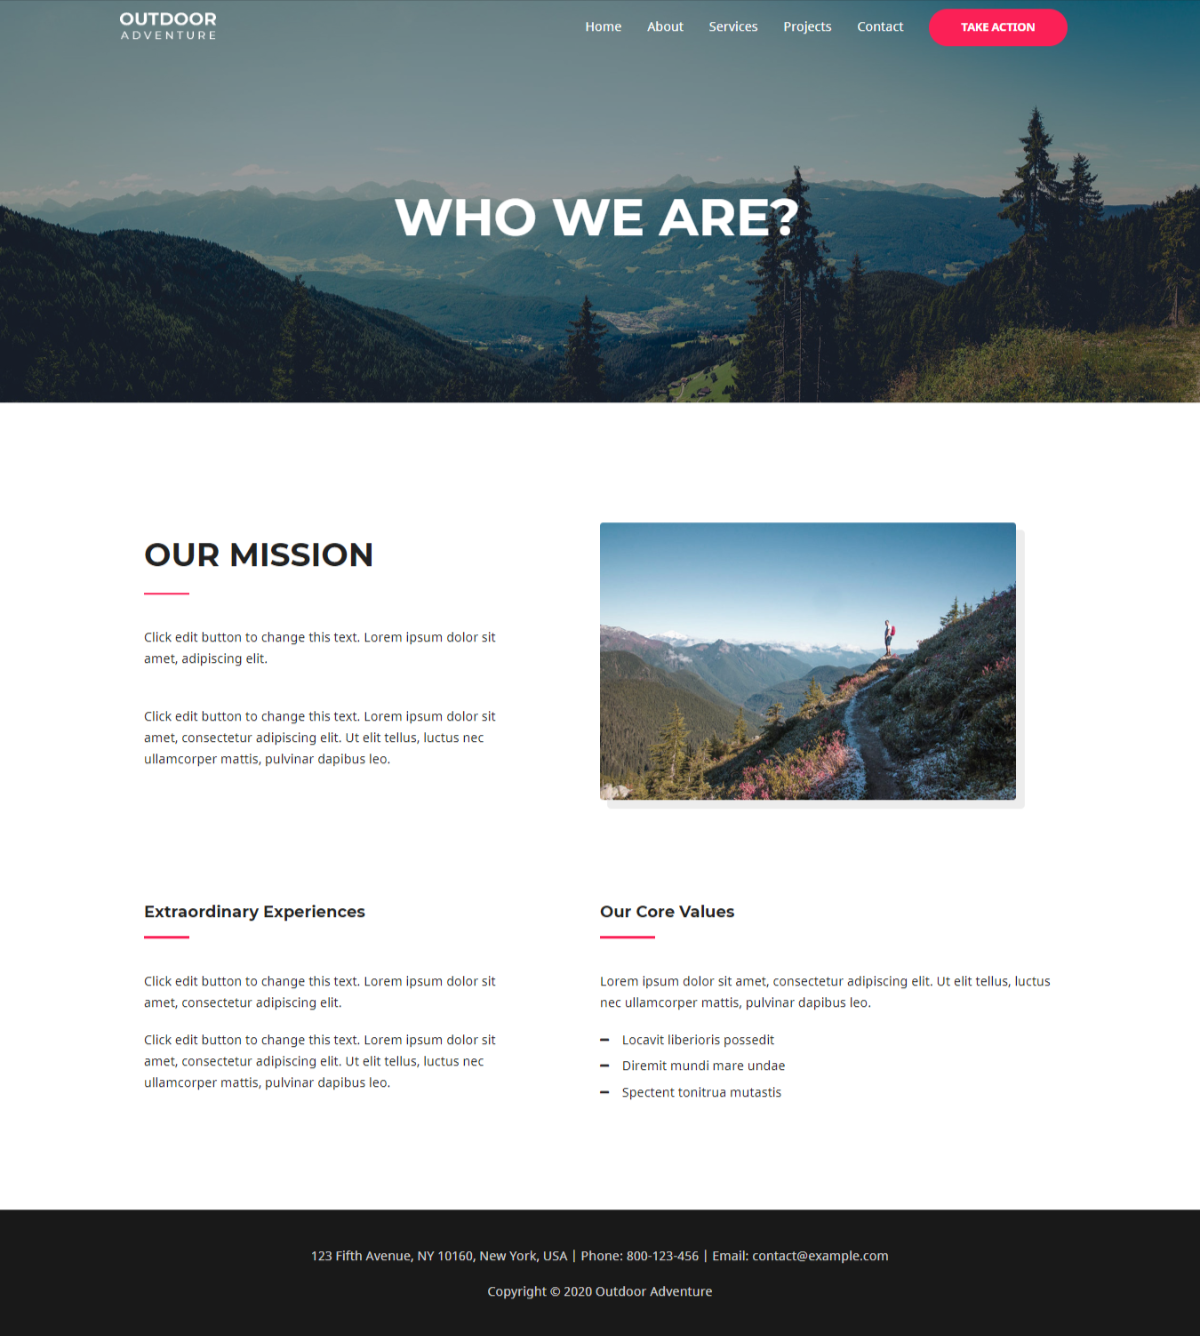 OUTDOOR
ADVENTURE
Home About Services Projects Contact TAKE ACTION
WHO WE ARE?
OUR MISSION
Click edit button to change this text. Lorem ipsum dolor sit
amet, adipiscing elit.
Click edit button to change this text. Lorem ipsum dolor sit
amet, consectetur adipiscing elit. Ut elit tellus, luctus nec
ullamcorper mattis, pulvinar dapibus leo.
Extraordinary Experiences
Click edit button to change this text. Lorem ipsum dolor sit
amet, consectetur adipiscing elit.
Click edit button to change this text. Lorem ipsum dolor sit
amet, consectetur adipiscing elit. Ut elit tellus, luctus nec
ullamcorper mattis, pulvinar dapibus leo.
Our Core Values
Lorem ipsum dolor sit amet, consectetur adipiscing elit. Ut elit tellus, luctus
nec ullamcorper mattis, pulvinar dapibus leo.
Locavit liberioris possedit
Diremit mundi mare undae
Spectent tonitrua mutastis
123 Fifth Avenue, NY 10160, New York, USA | Phone: 800-123-456 | Email: contact@example.com
Copyright © 2020 Outdoor Adventure